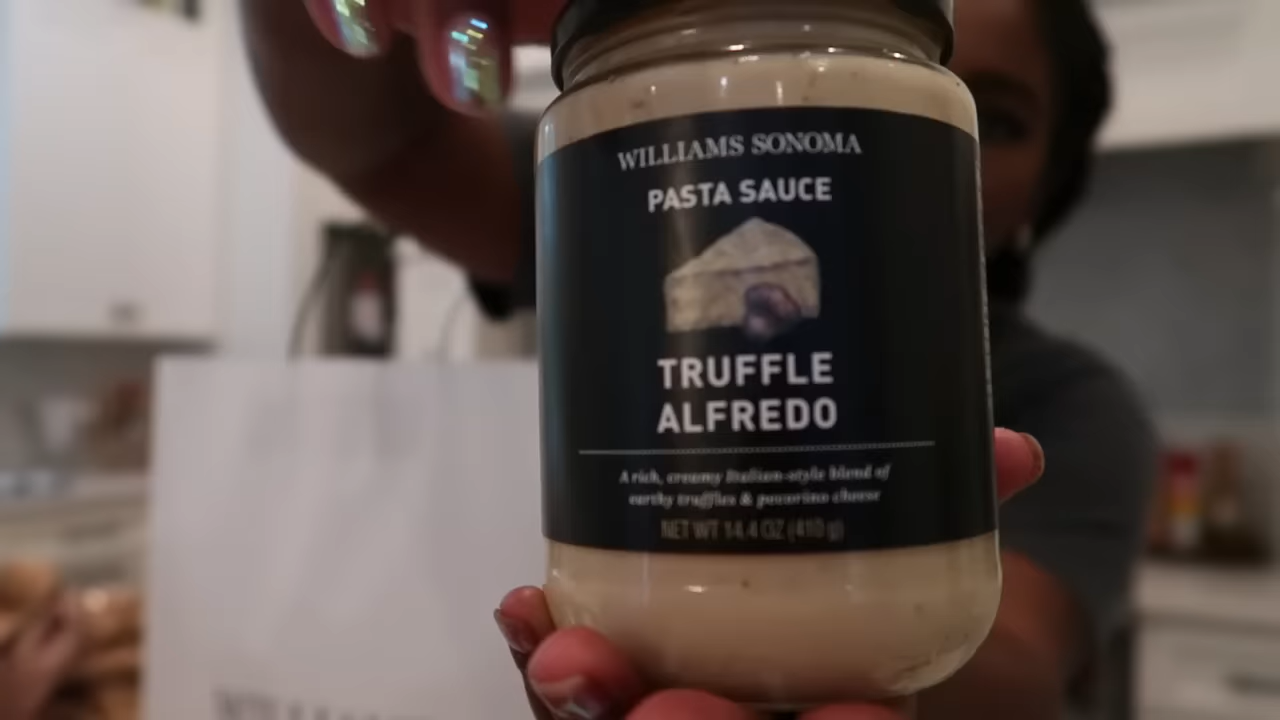 WILLIAMS SONOMA
PASTA SAUCE
TRUFFLE
ALFREDO
A rich, creamy Italian-style blend of
earthy truffles & pecorino cheese
NET WT 14.4 OZ (410 g)